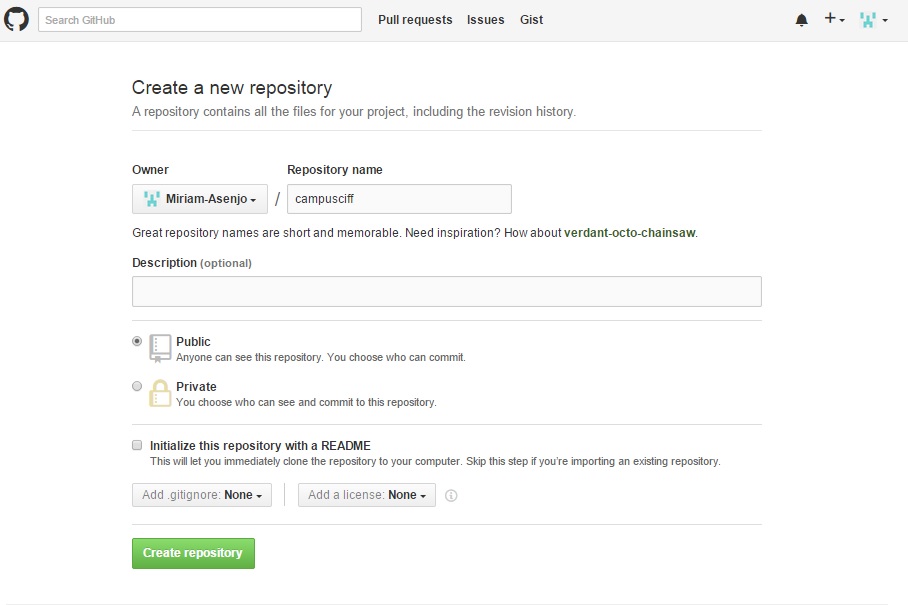 Search GitHub Pull requests Issues Gist
Create a new repository
A repository contains all the files for your project, including the revision history.
Owner Repository name
Miriam-Asenjo / campusciff
Great repository names are short and memorable. Need inspiration? How about verdant-octo-chainsaw.
Description (optional)
Public
Anyone can see this repository. You choose who can commit.
Private
You choose who can see and commit to this repository.
Initialize this repository with a README
This will let you immediately clone the repository to your computer. Skip this step if you're importing an existing repository.
Add .gitignore: None Add a license: None
Create repository